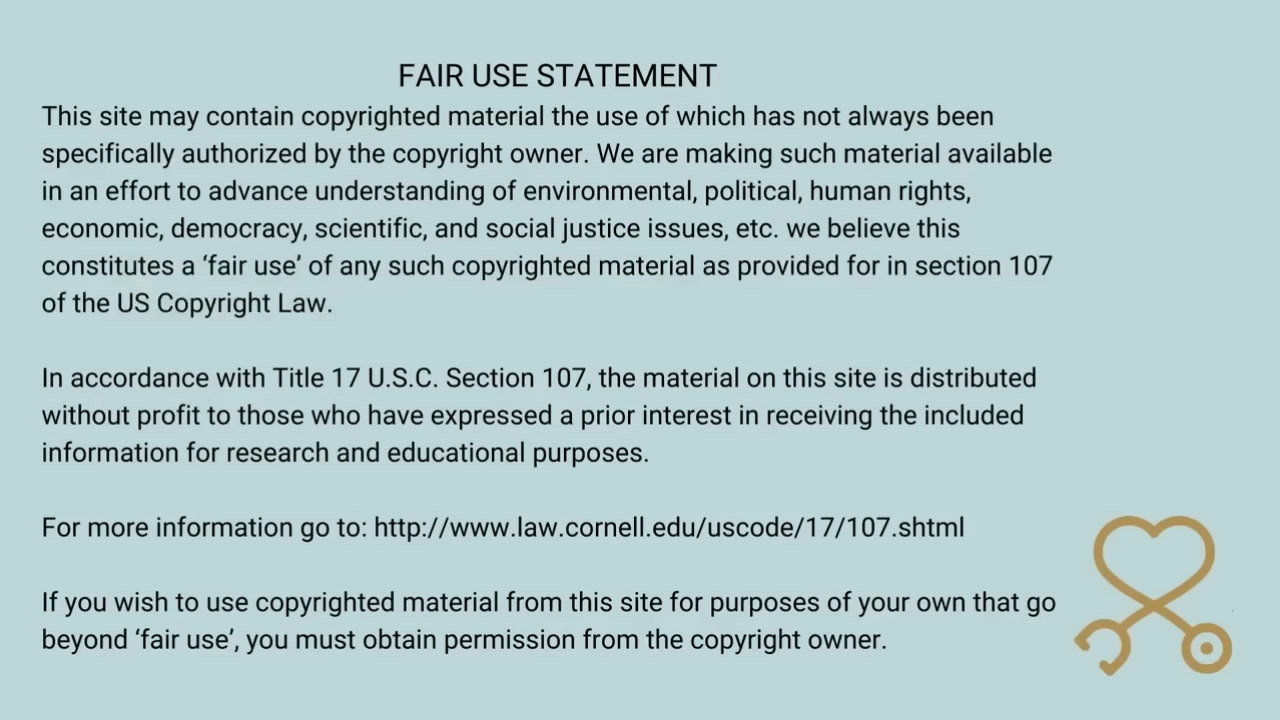 FAIR USE STATEMENT
This site may contain copyrighted material the use of which has not always been
specifically authorized by the copyright owner. We are making such material available
in an effort to advance understanding of environmental, political, human rights,
economic, democracy, scientific, and social justice issues, etc. we believe this
constitutes a ‘fair use’ of any such copyrighted material as provided for in section 107
of the US Copyright Law.
In accordance with Title 17 U.S.C. Section 107, the material on this site is distributed
without profit to those who have expressed a prior interest in receiving the included
information for research and educational purposes.
For more information go to: http://www.law.cornell.edu/uscode/17/107.shtml
If you wish to use copyrighted material from this site for purposes of your own that go
beyond ‘fair use’, you must obtain permission from the copyright owner.